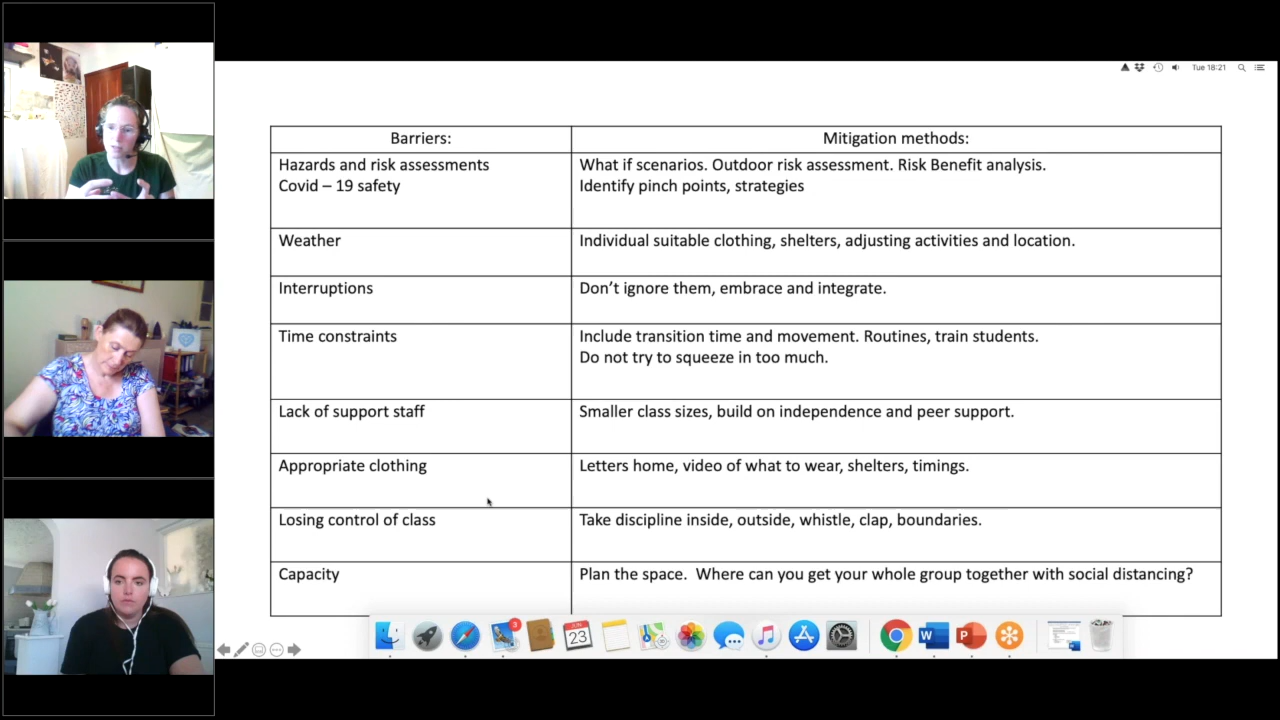 Tue 18:21
Barriers:
Mitigation methods:
Hazards and risk assessments
Covid – 19 safety
What if scenarios. Outdoor risk assessment. Risk Benefit analysis.
Identify pinch points, strategies
Weather
Individual suitable clothing, shelters, adjusting activities and location.
Interruptions
Don’t ignore them, embrace and integrate.
Time constraints
Include transition time and movement. Routines, train students.
Do not try to squeeze in too much.
Lack of support staff
Smaller class sizes, build on independence and peer support.
Appropriate clothing
Letters home, video of what to wear, shelters, timings.
Losing control of class
Take discipline inside, outside, whistle, clap, boundaries.
Capacity
Plan the space.  Where can you get your whole group together with social distancing?
3
JUN
23
W
P